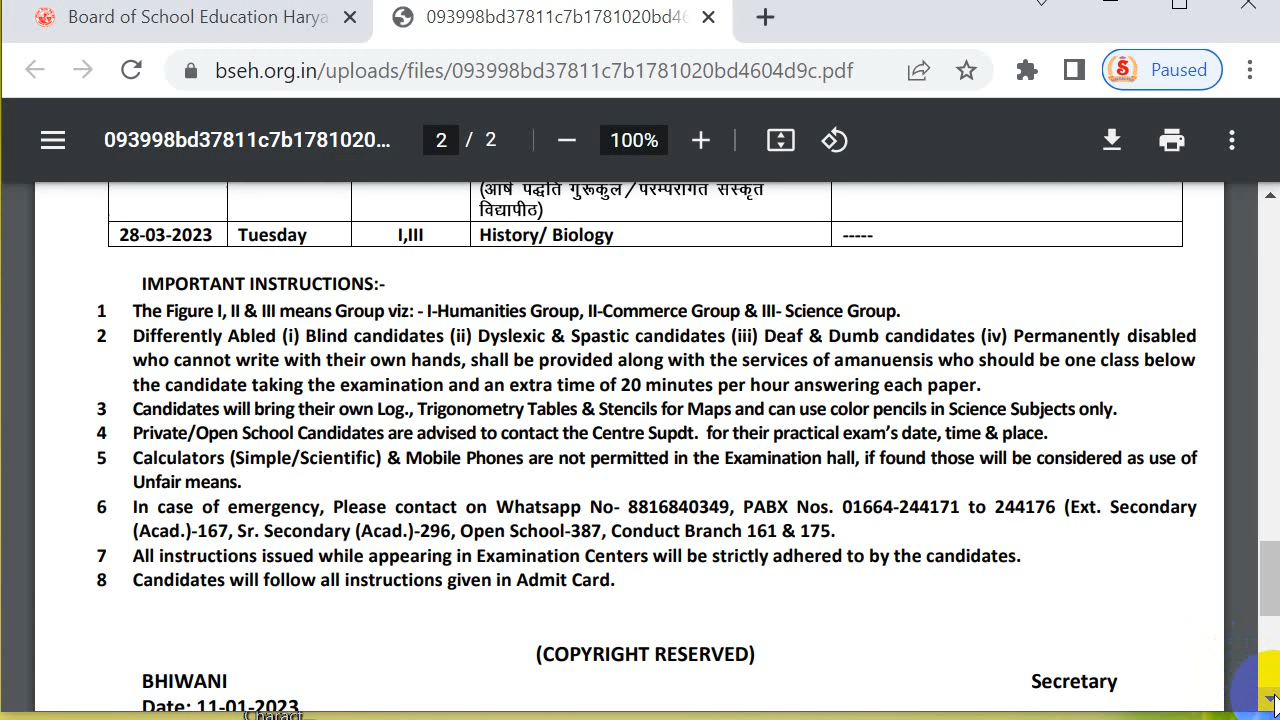 Board of School Education Harya
093998bd37811c7b1781020bd46
bseh.org.in/uploads/files/093998bd37811c7b1781020bd4604d9c.pdf
Paused
093998bd37811c7b1781020...
2 / 2
100%
(आर्ष पद्धति गुरूकुल/परम्परागत संस्कृत
विद्यापीठ)
28-03-2023 Tuesday I,III History/ Biology -----
IMPORTANT INSTRUCTIONS:-
1 The Figure I, II & III means Group viz: - I-Humanities Group, II-Commerce Group & III- Science Group.
2 Differently Abled (i) Blind candidates (ii) Dyslexic & Spastic candidates (iii) Deaf & Dumb candidates (iv) Permanently disabled
who cannot write with their own hands, shall be provided along with the services of amanuensis who should be one class below
the candidate taking the examination and an extra time of 20 minutes per hour answering each paper.
3 Candidates will bring their own Log., Trigonometry Tables & Stencils for Maps and can use color pencils in Science Subjects only.
4 Private/Open School Candidates are advised to contact the Centre Supdt. for their practical exam's date, time & place.
5 Calculators (Simple/Scientific) & Mobile Phones are not permitted in the Examination hall, if found those will be considered as use of
Unfair means.
6 In case of emergency, Please contact on Whatsapp No- 8816840349, PABX Nos. 01664-244171 to 244176 (Ext. Secondary
(Acad.)-167, Sr. Secondary (Acad.)-296, Open School-387, Conduct Branch 161 & 175.
7 All instructions issued while appearing in Examination Centers will be strictly adhered to by the candidates.
8 Candidates will follow all instructions given in Admit Card.
(COPYRIGHT RESERVED)
BHIWANI Secretary
Date: 11-01-2023
Charact...